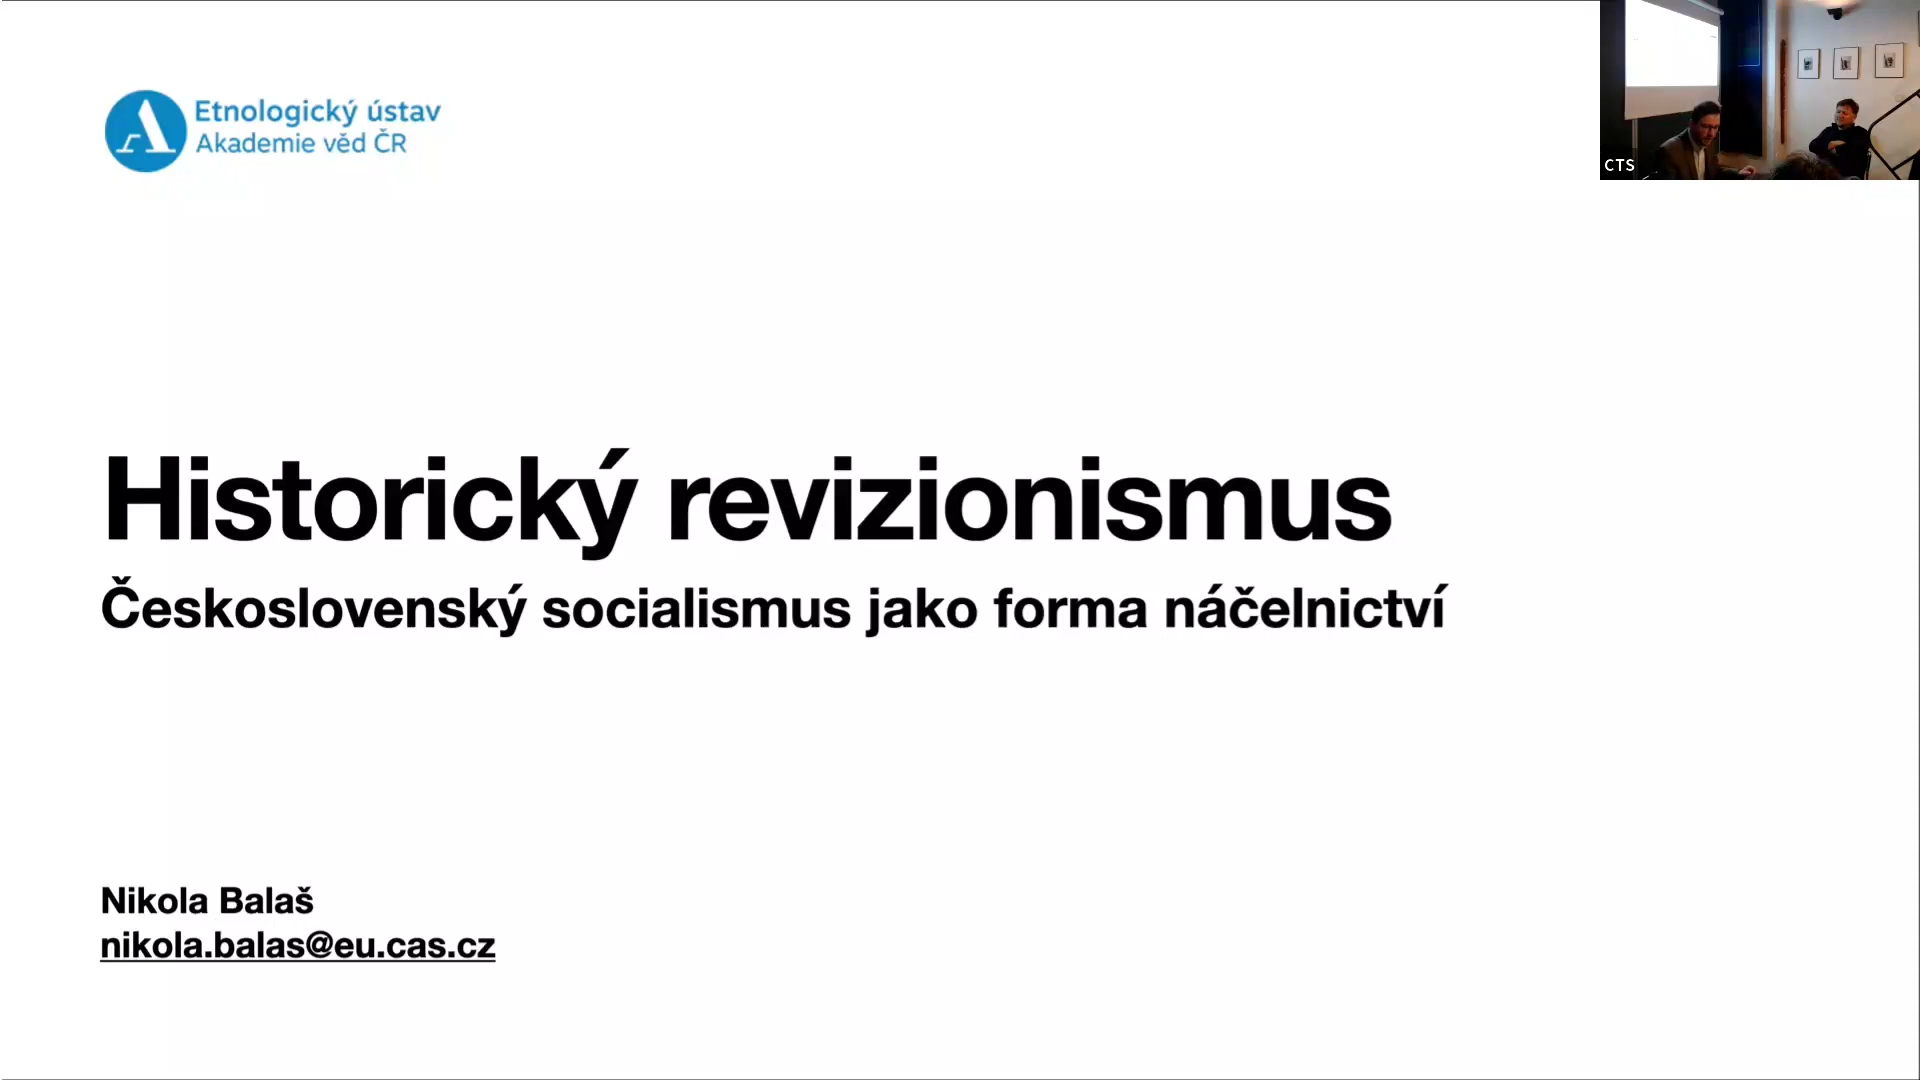 Etnologický ústav
Akademie věd ČR
CTS
Historický revizionismus
Československý socialismus jako forma náčelnictví
Nikola Balaš
nikola.balas@eu.cas.cz